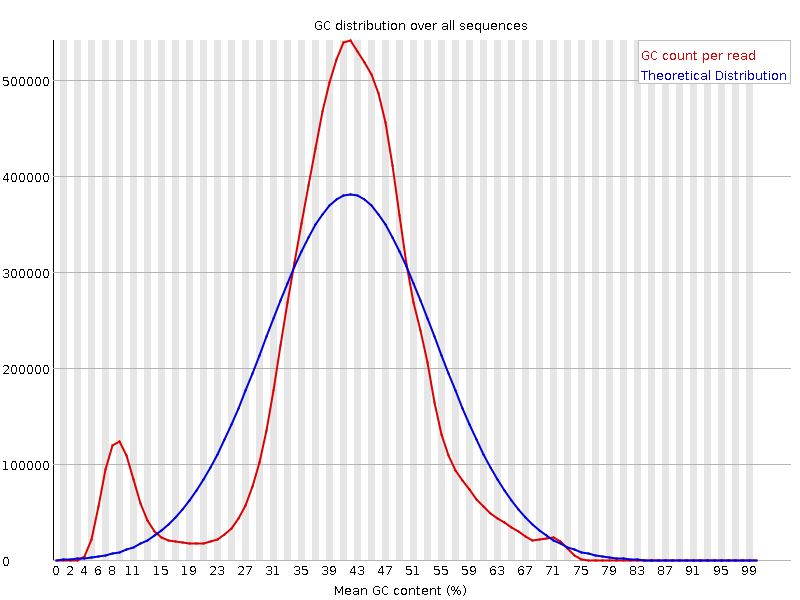 GC distribution over all sequences
GC count per read
Theoretical Distribution
500000
400000
300000
200000
100000
0
0 2 4 6 8 11 15 19 23 27 31 35 39 43 47 51 55 59 63 67 71 75 79 83 87 91 95 99
Mean GC content (%)